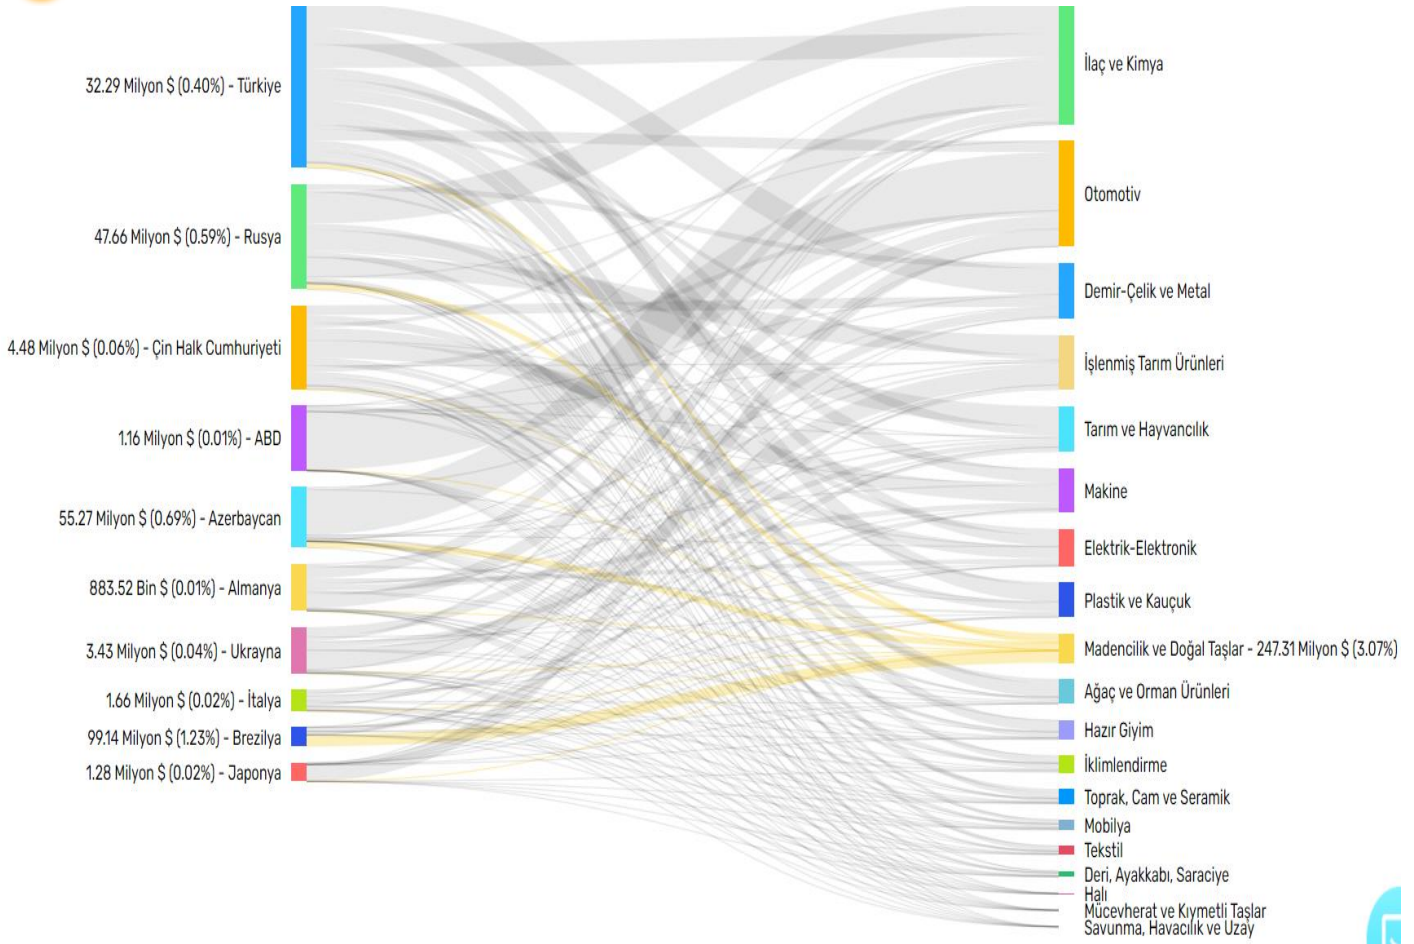 32.29 Milyon $ (0.40%) - Türkiye
47.66 Milyon $ (0.59%) - Rusya
4.48 Milyon $ (0.06%) - Çin Halk Cumhuriyeti
1.16 Milyon $ (0.01%) - ABD
55.27 Milyon $ (0.69%) - Azerbaycan
883.52 Bin $ (0.01%) - Almanya
3.43 Milyon $ (0.04%) - Ukrayna
1.66 Milyon $ (0.02%) - İtalya
99.14 Milyon $ (1.23%) - Brezilya
1.28 Milyon $ (0.02%) - Japonya
İlaç ve Kimya
Otomotiv
Demir-Çelik ve Metal
İşlenmiş Tarım Ürünleri
Tarım ve Hayvancılık
Makine
Elektrik-Elektronik
Plastik ve Kauçuk
Madencilik ve Doğal Taşlar - 247.31 Milyon $ (3.07%)
Ağaç ve Orman Ürünleri
Hazır Giyim
İklimlendirme
Toprak, Cam ve Seramik
Mobilya
Tekstil
Deri, Ayakkabı, Saraciye
Halı
Mücevherat ve Kıymetli Taşlar
Savunma, Havacılık ve Uzay